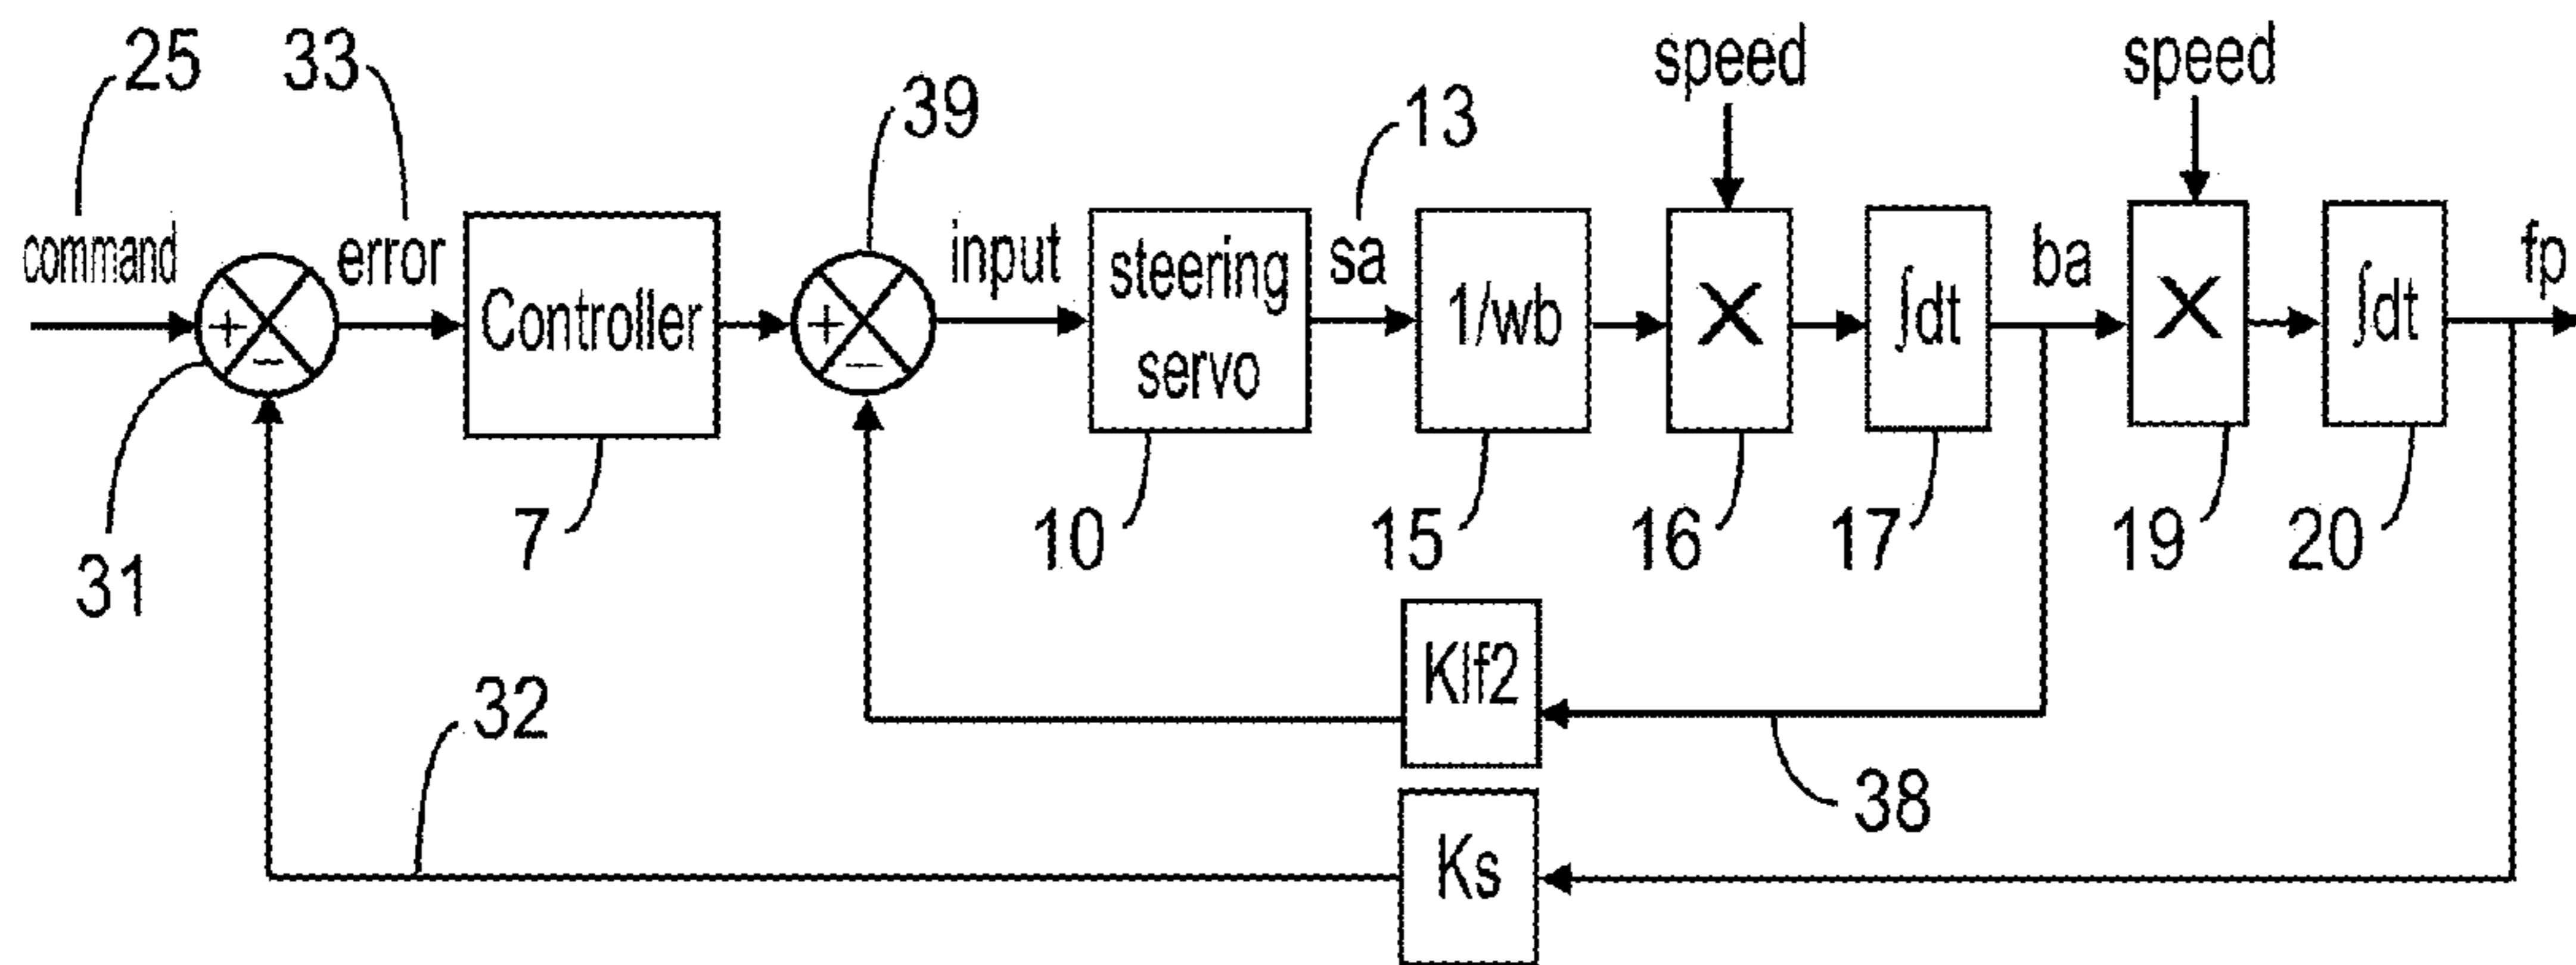 25
33
39
13
speed
speed
command
error
input
sa
ba
fp
+
−
Controller
+
−
steering
servo
1/wb
X
∫dt
X
∫dt
31
7
10
15
16
17
19
20
Klf2
38
32
Ks